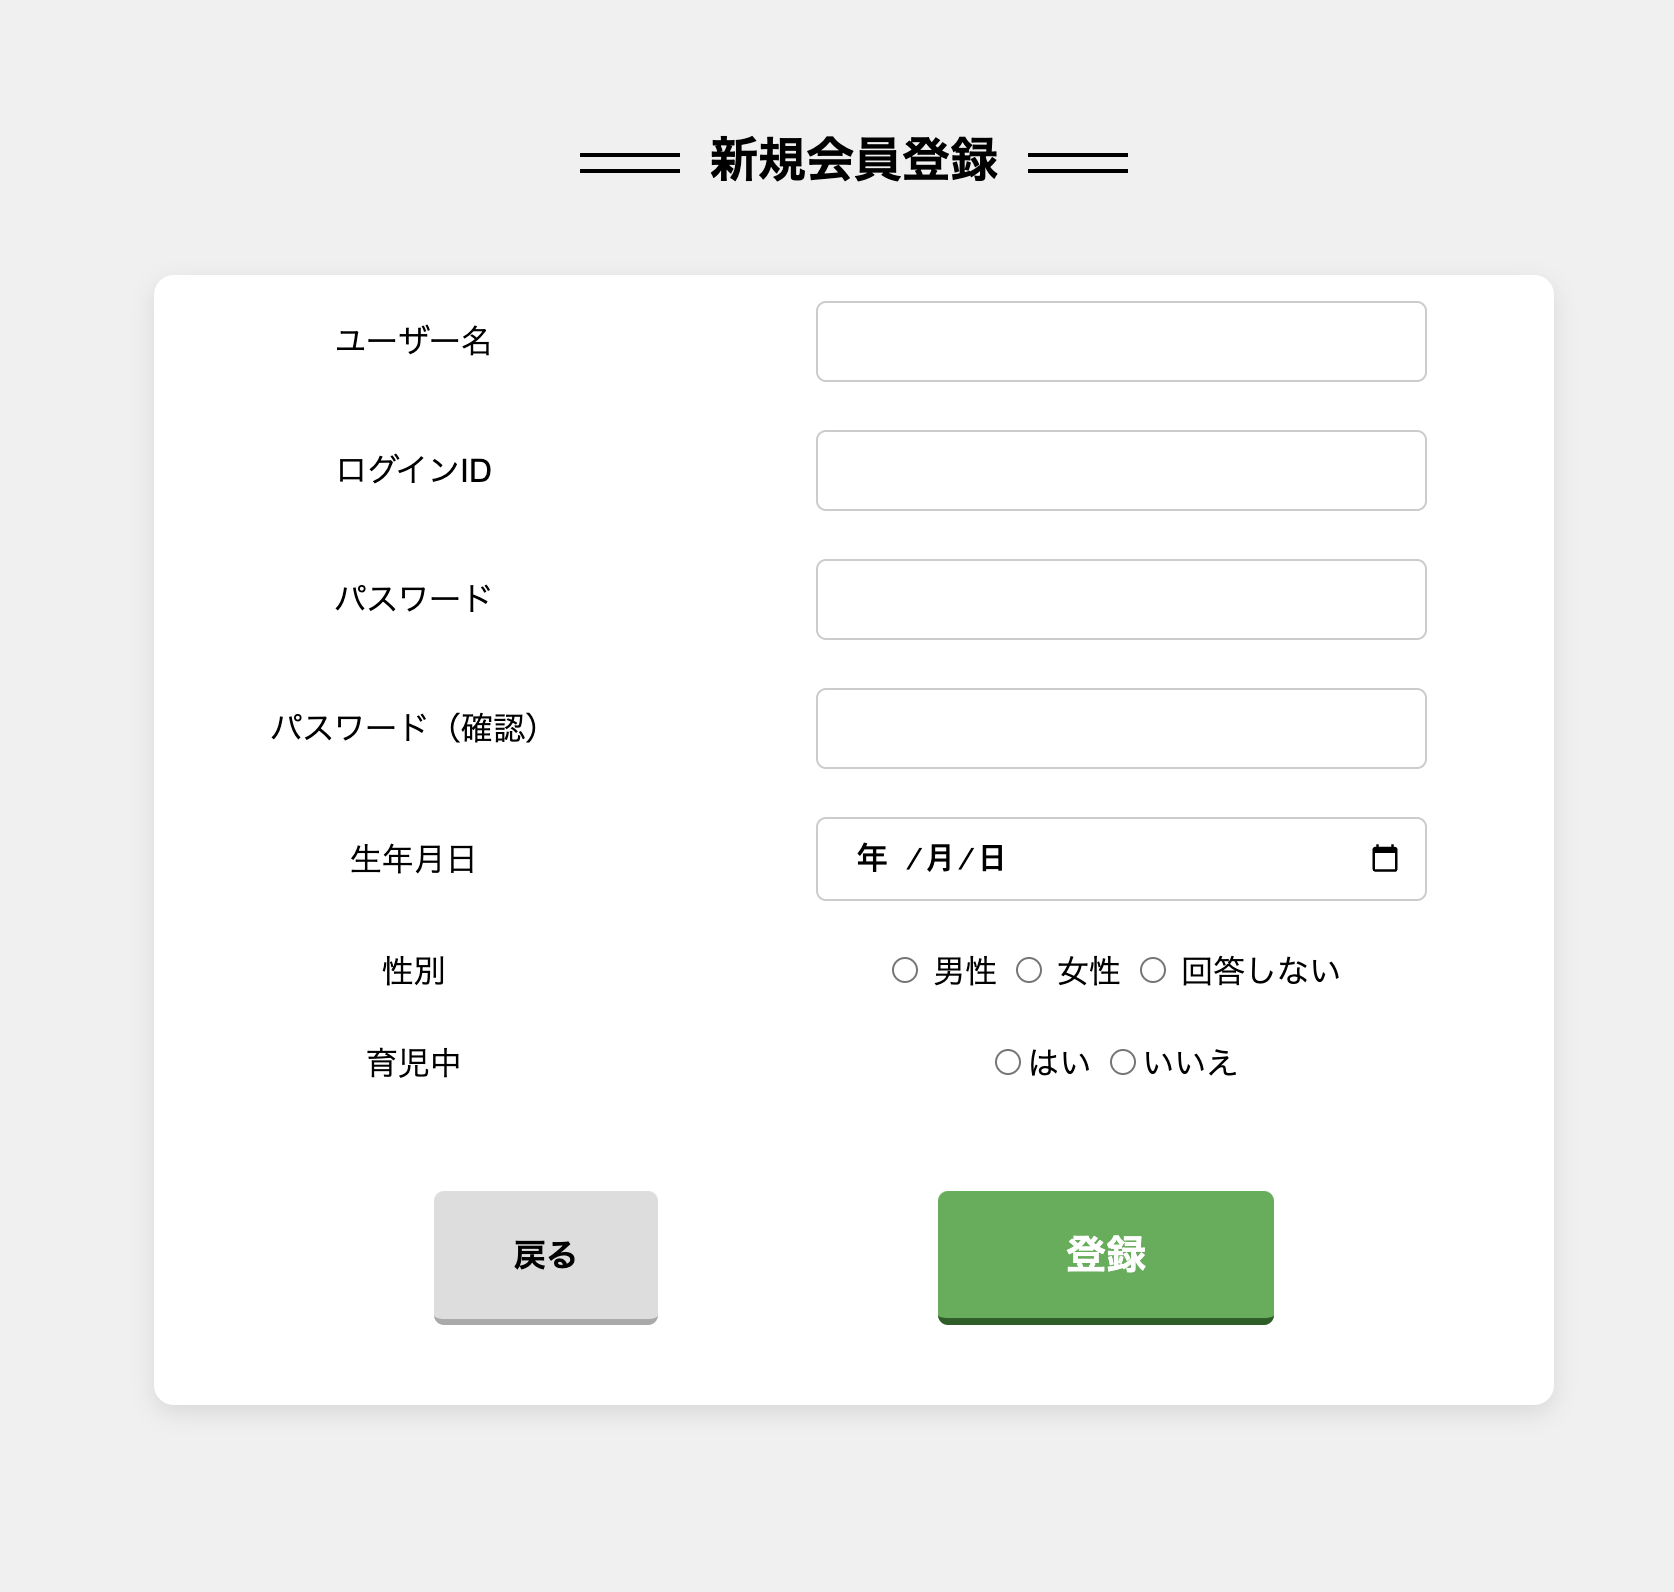 新規会員登録
ユーザー名
ログインID
パスワード
パスワード（確認）
生年月日 年 /月/日
性別 男性 女性 回答しない
育児中 はい いいえ
戻る 登録